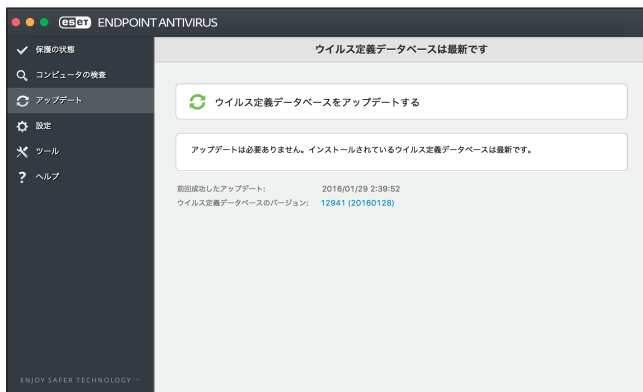 eset ENDPOINT ANTIVIRUS
保護の状態
コンピュータの検査
アップデート
設定
ツール
ヘルプ
ENJOY SAFER TECHNOLOGY™
ウイルス定義データベースは最新です
ウイルス定義データベースをアップデートする
アップデートは必要ありません。インストールされているウイルス定義データベースは最新です。
前回成功したアップデート: 2016/01/29 2:39:52
ウイルス定義データベースのバージョン: 12941 (20160128)